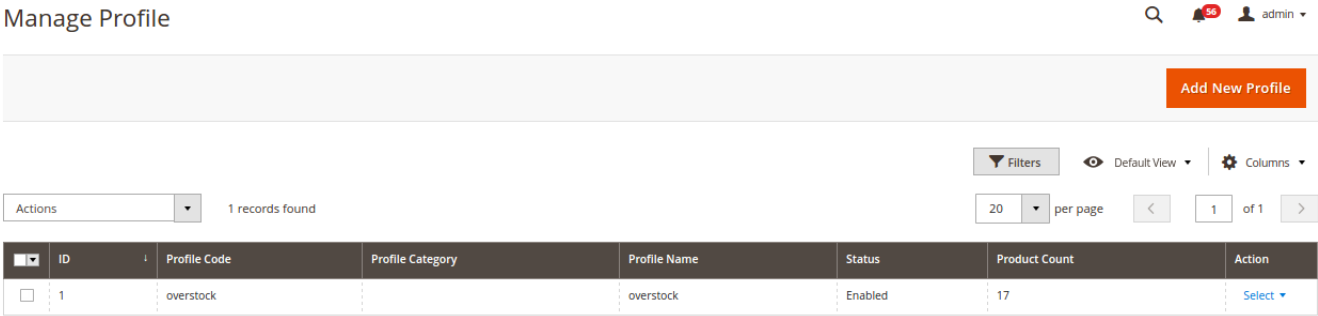 Manage Profile
56
admin
Add New Profile
Filters
Default View
Columns
Actions
1 records found
20
per page
1
of 1
ID ↓ Profile Code Profile Category Profile Name Status Product Count Action
1 overstock overstock Enabled 17 Select